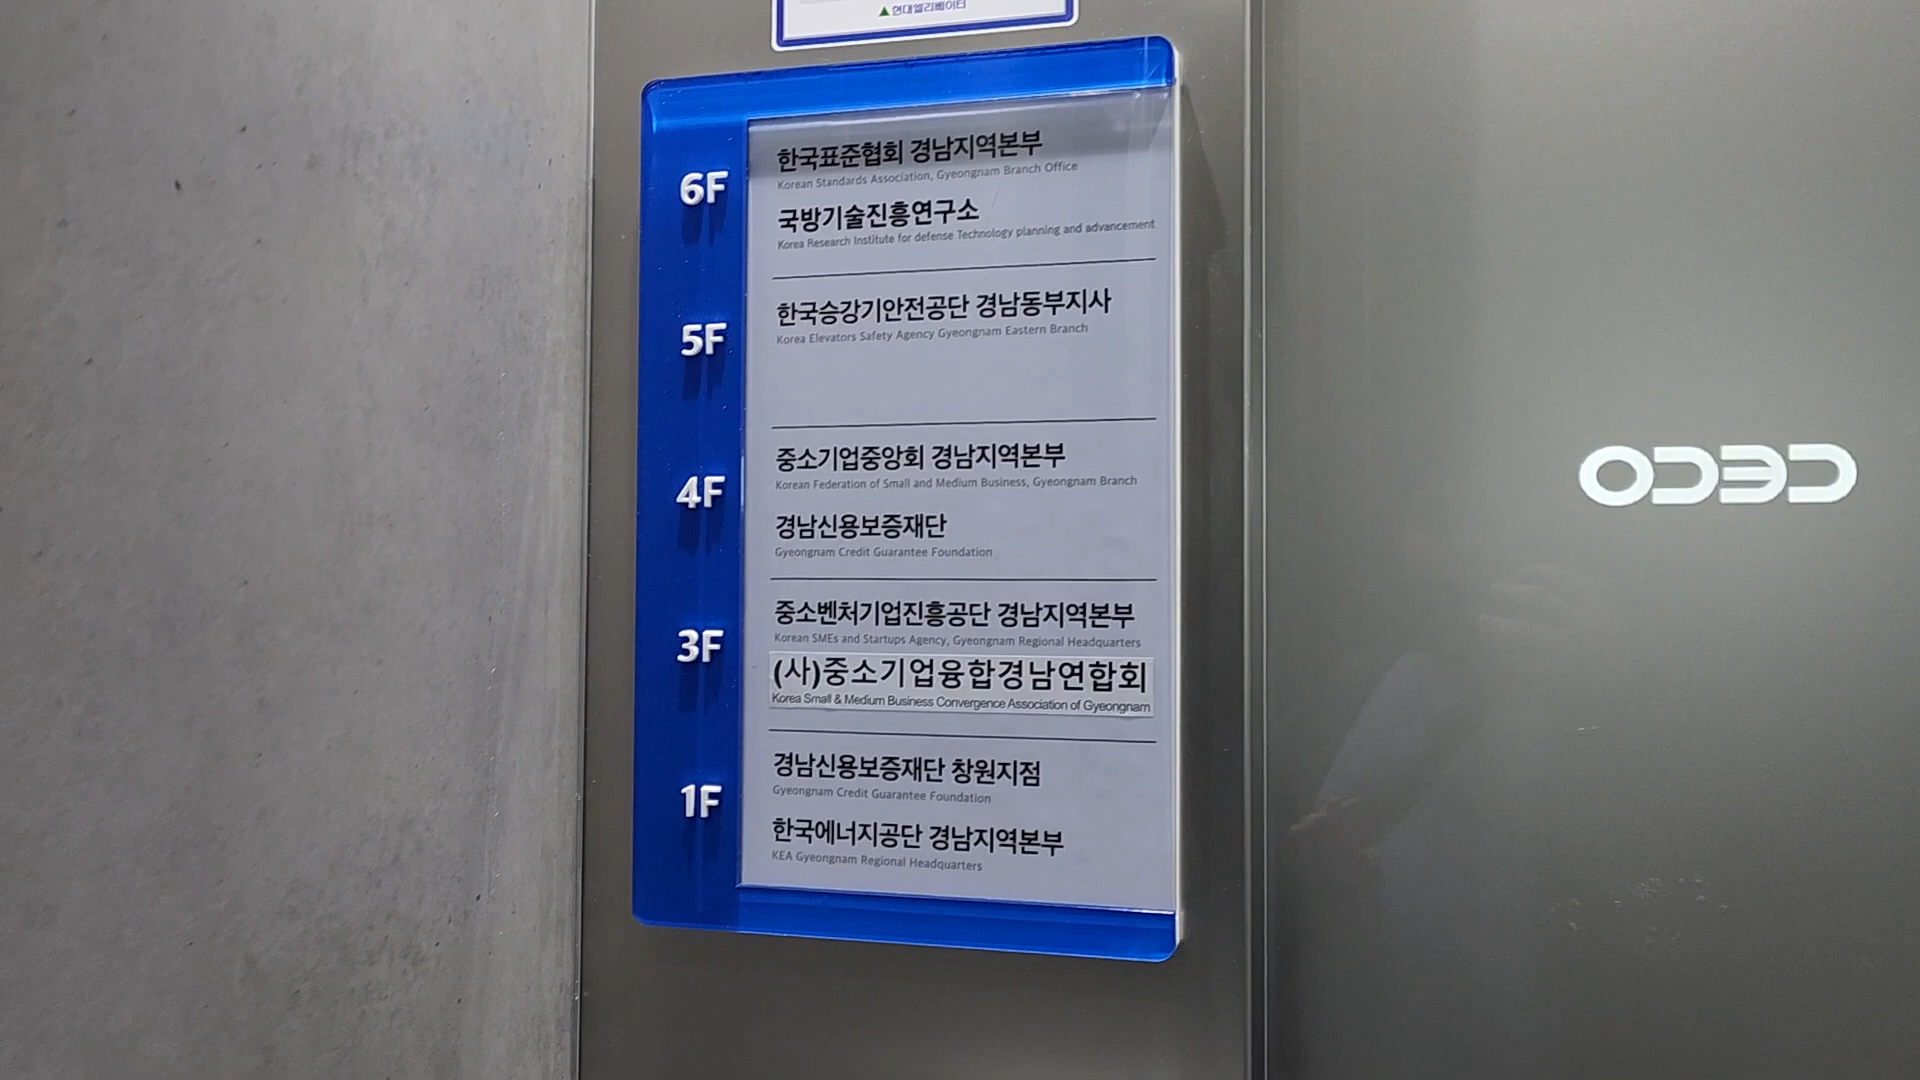 ▲현대엘리베이터
6F
한국표준협회 경남지역본부
Korean Standards Association, Gyeongnam Branch Office
국방기술진흥연구소
Korea Research Institute for defense Technology planning and advancement
5F
한국승강기안전공단 경남동부지사
Korea Elevators Safety Agency Gyeongnam Eastern Branch
4F
중소기업중앙회 경남지역본부
Korean Federation of Small and Medium Business, Gyeongnam Branch
경남신용보증재단
Gyeongnam Credit Guarantee Foundation
3F
중소벤처기업진흥공단 경남지역본부
Korean SMEs and Startups Agency, Gyeongnam Regional Headquarters
(사)중소기업융합경남연합회
Korea Small & Medium Business Convergence Association of Gyeongnam
1F
경남신용보증재단 창원지점
Gyeongnam Credit Guarantee Foundation
한국에너지공단 경남지역본부
KEA Gyeongnam Regional Headquarters